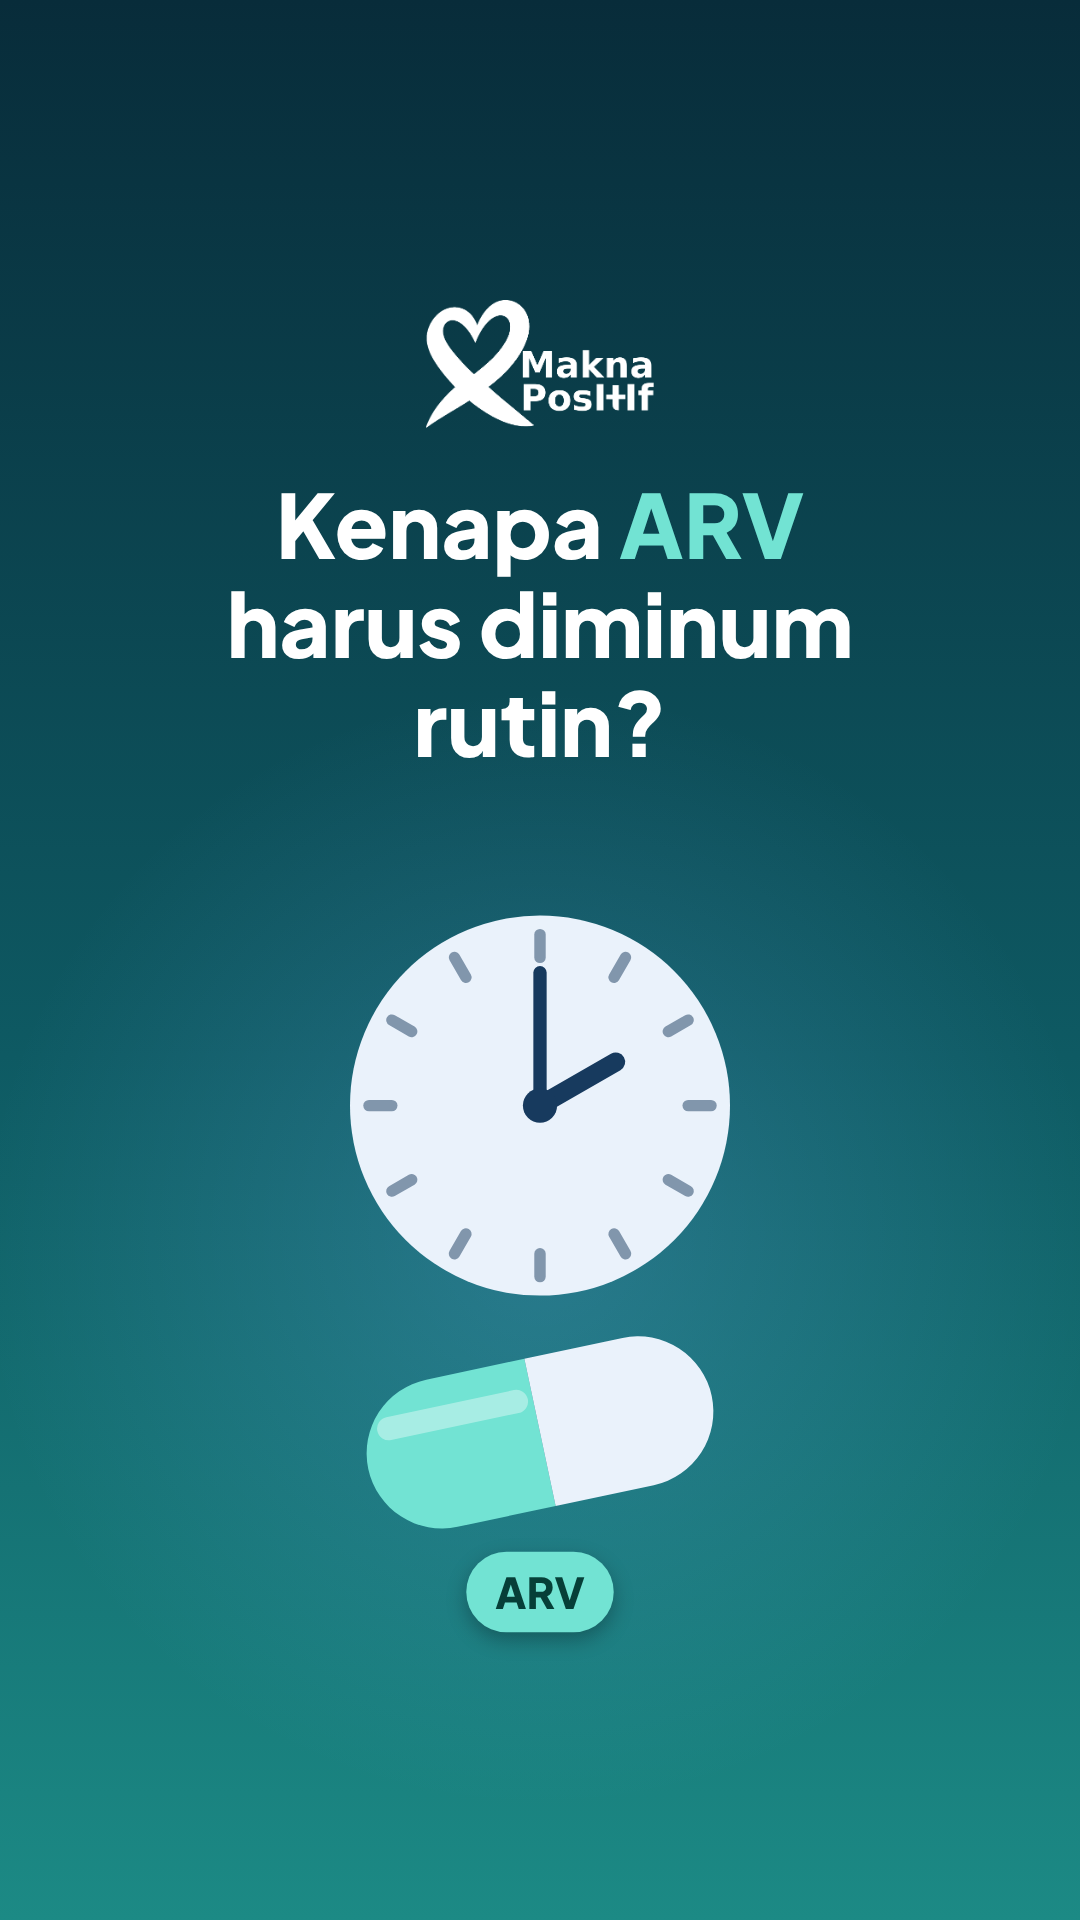 Makna
PosItIf
Kenapa ARV
harus diminum
rutin?
ARV